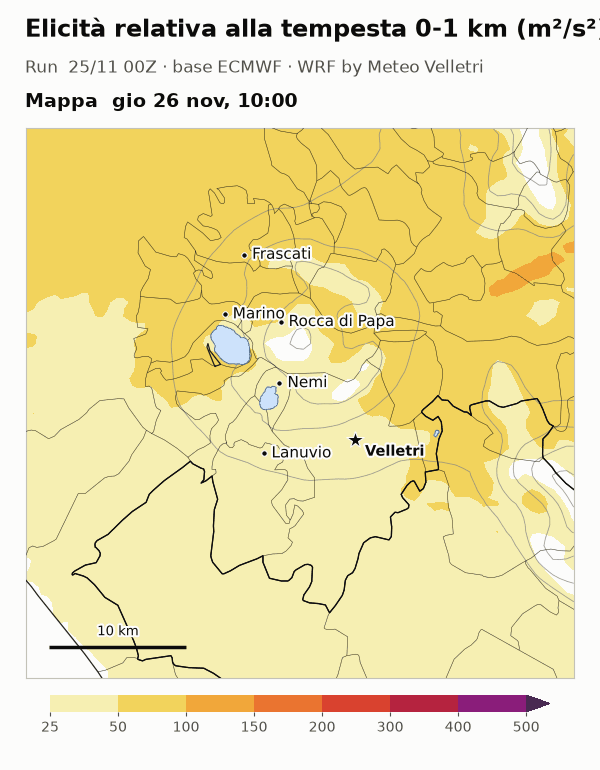 Elicità relativa alla tempesta 0-1 km (m²/s²)
Run  25/11 00Z · base ECMWF · WRF by Meteo Velletri
Mappa  gio 26 nov, 10:00
Frascati
Marino
Rocca di Papa
Nemi
Velletri
Lanuvio
10 km
25 50 100 150 200 300 400 500